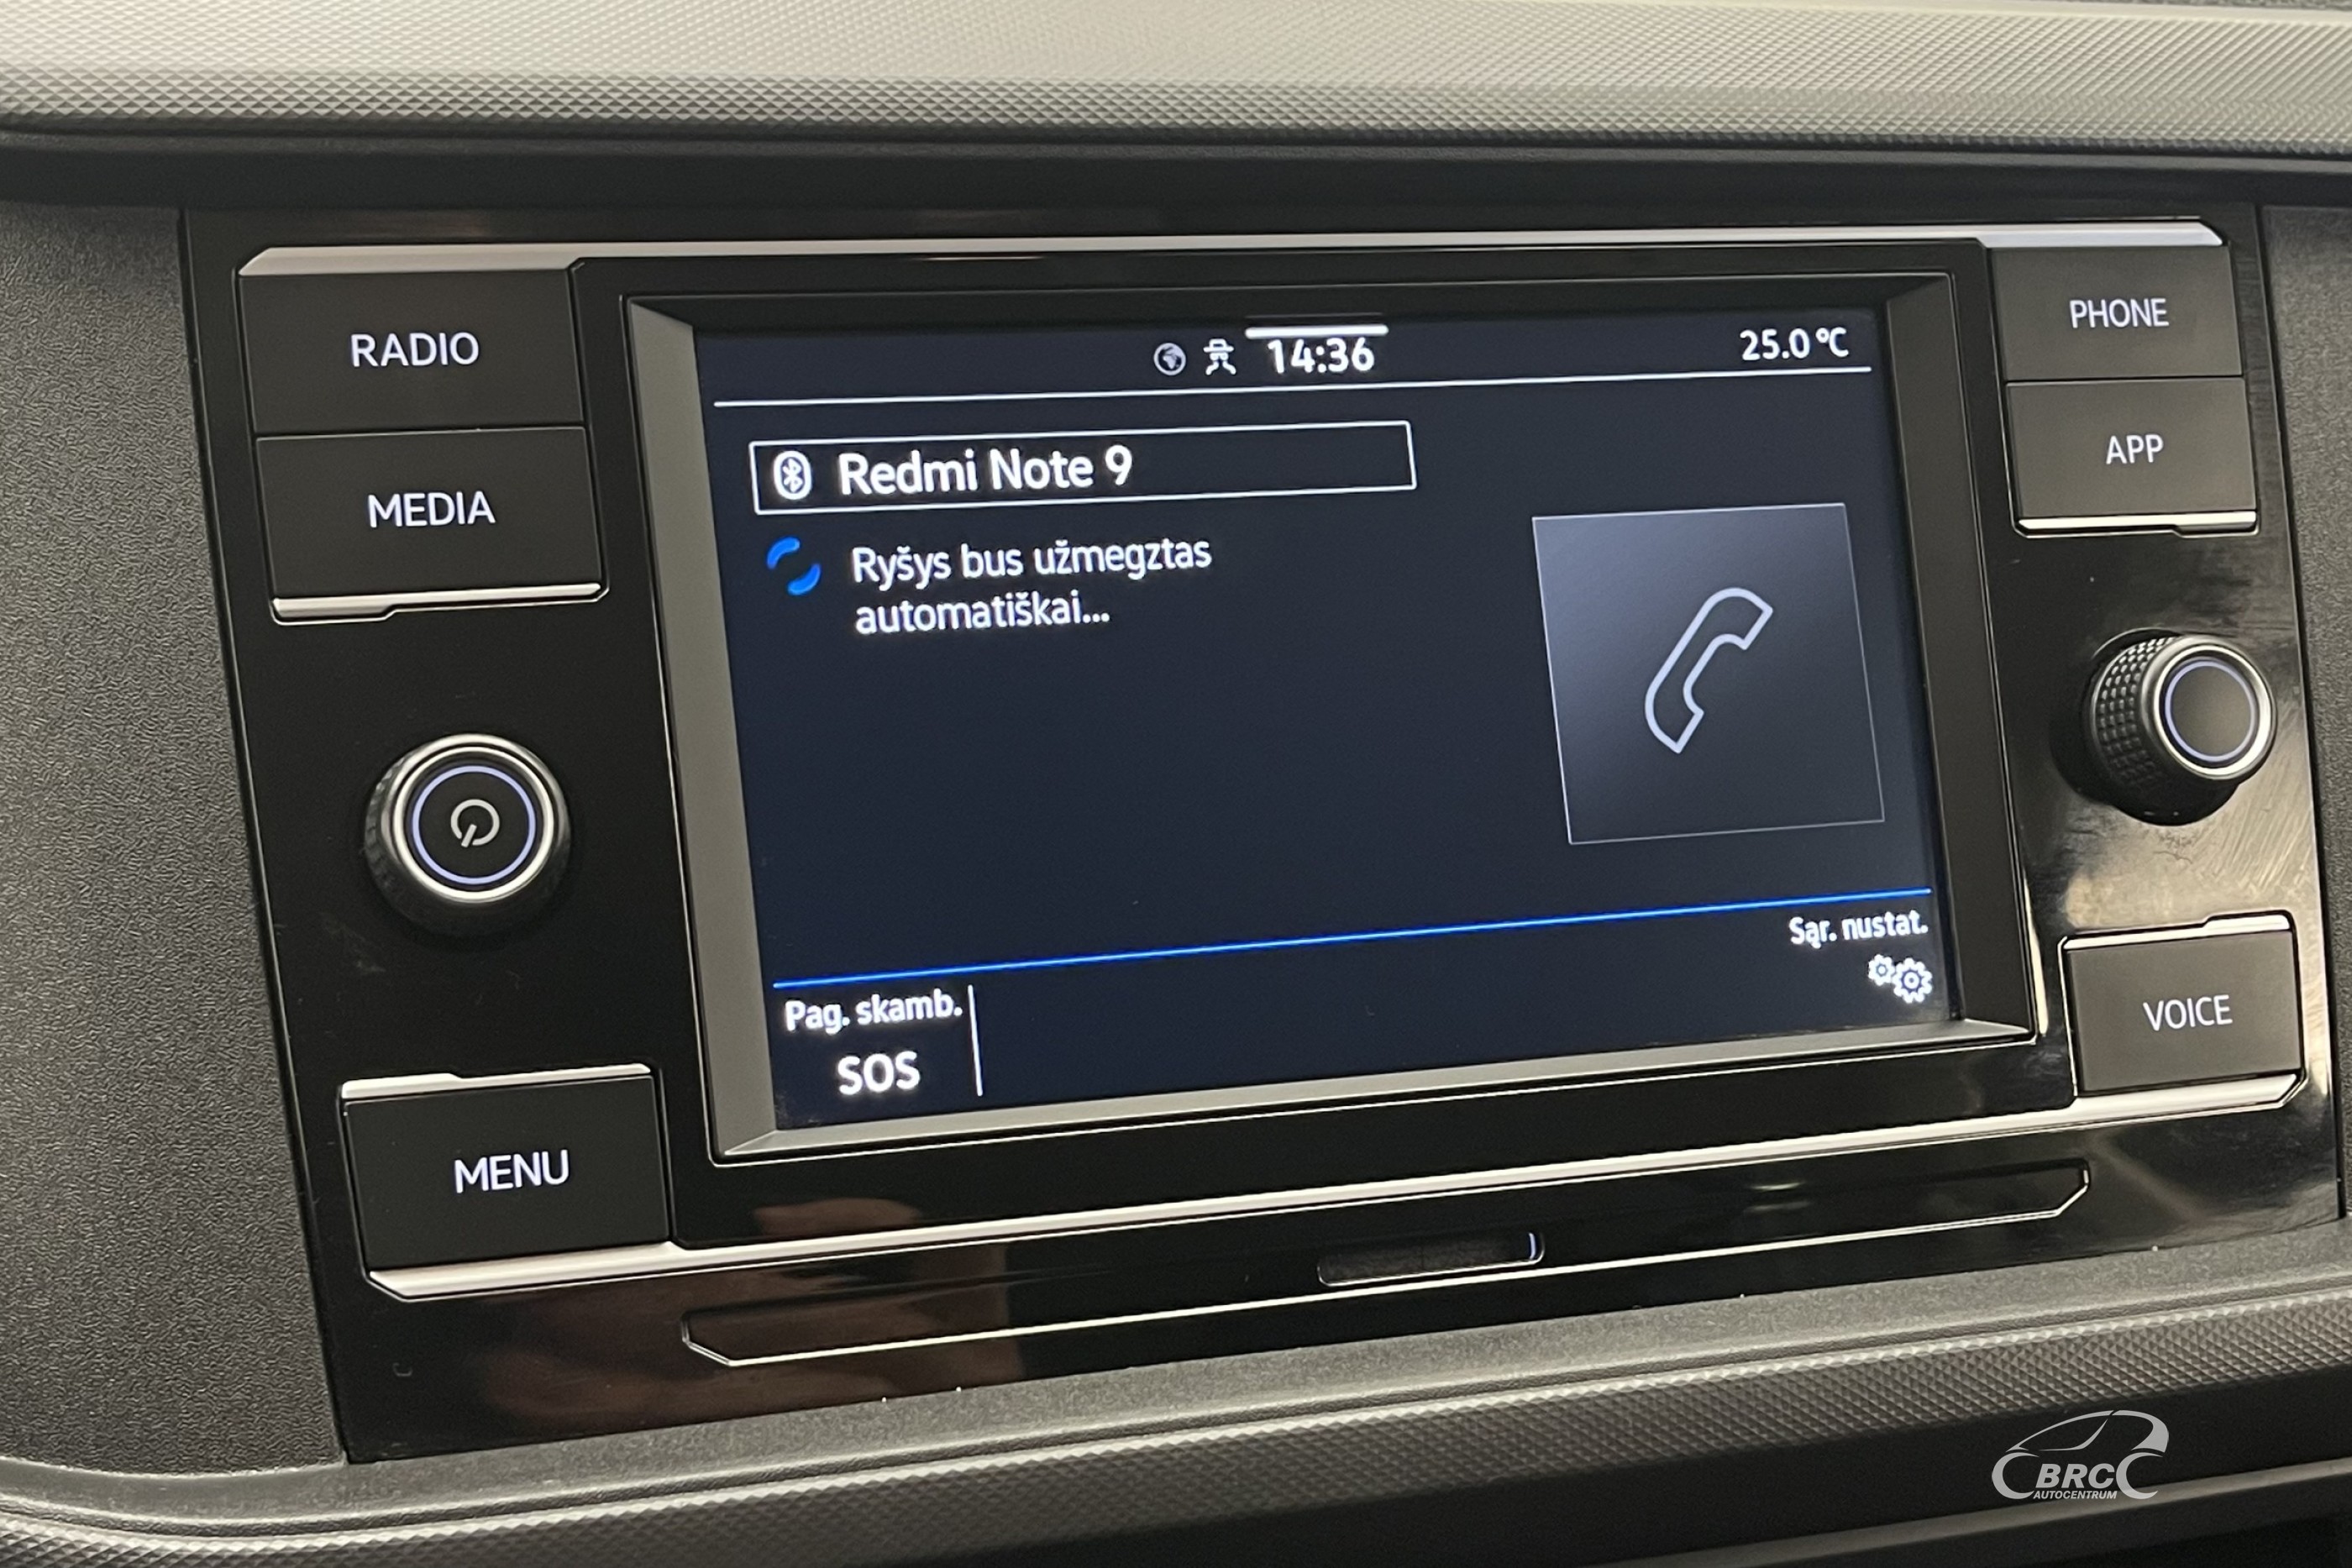 RADIO
MEDIA
MENU
14:36
25.0 °C
Redmi Note 9
Ryšys bus užmegztas
automatiškai...
Sąr. nustat.
Pag. skamb.
SOS
PHONE
APP
VOICE
BRC
AUTOCENTRUM